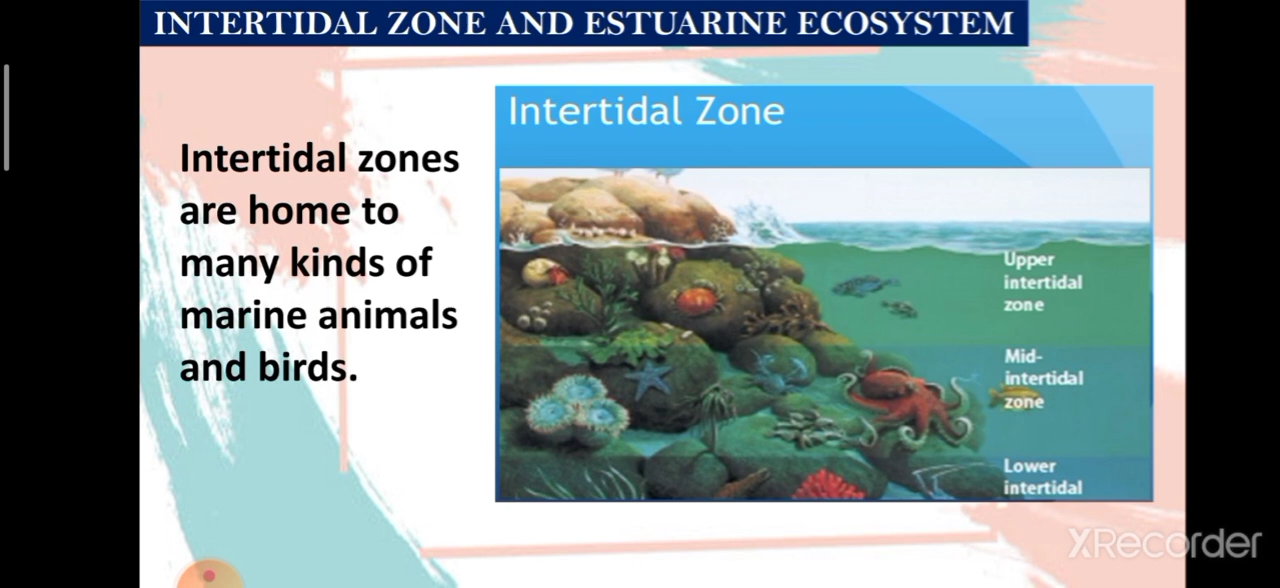 INTERTIDAL ZONE AND ESTUARINE ECOSYSTEM
Intertidal zones
are home to
many kinds of
marine animals
and birds.
Intertidal Zone
Upper
intertidal
zone
Mid-
intertidal
zone
Lower
intertidal
XRecorder